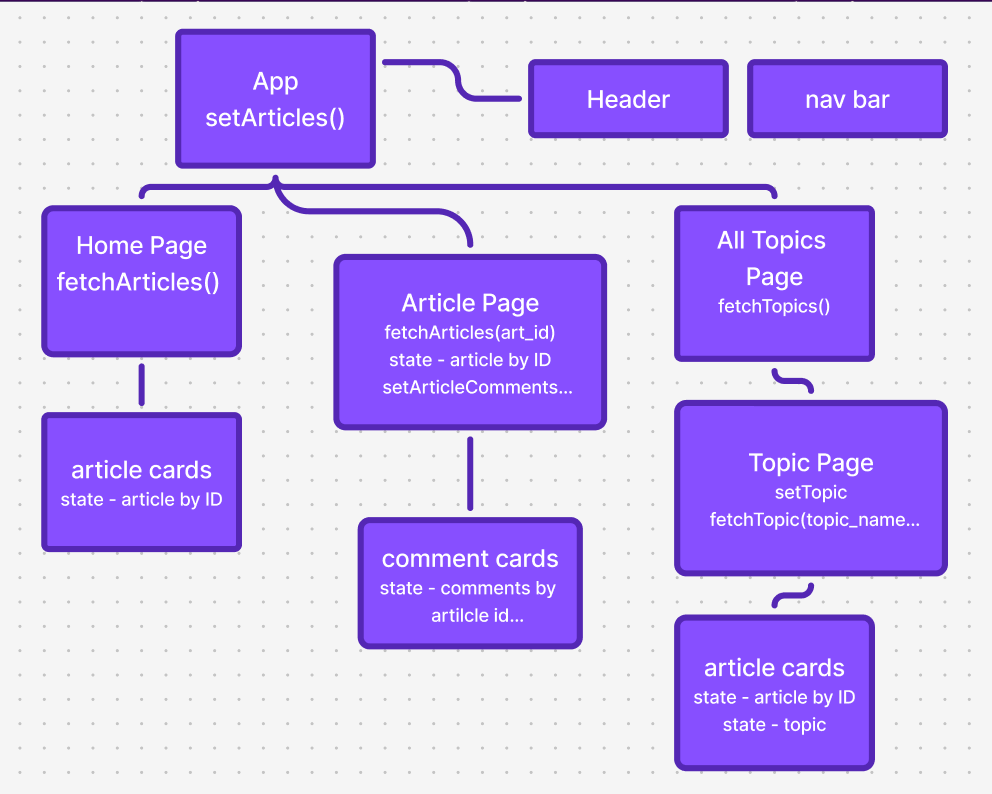 App
setArticles()
Header
nav bar
Home Page
fetchArticles()
Article Page
fetchArticles(art_id)
state - article by ID
setArticleComments...
All Topics
Page
fetchTopics()
article cards
state - article by ID
comment cards
state - comments by
artilcle id...
Topic Page
setTopic
fetchTopic(topic_name...
article cards
state - article by ID
state - topic